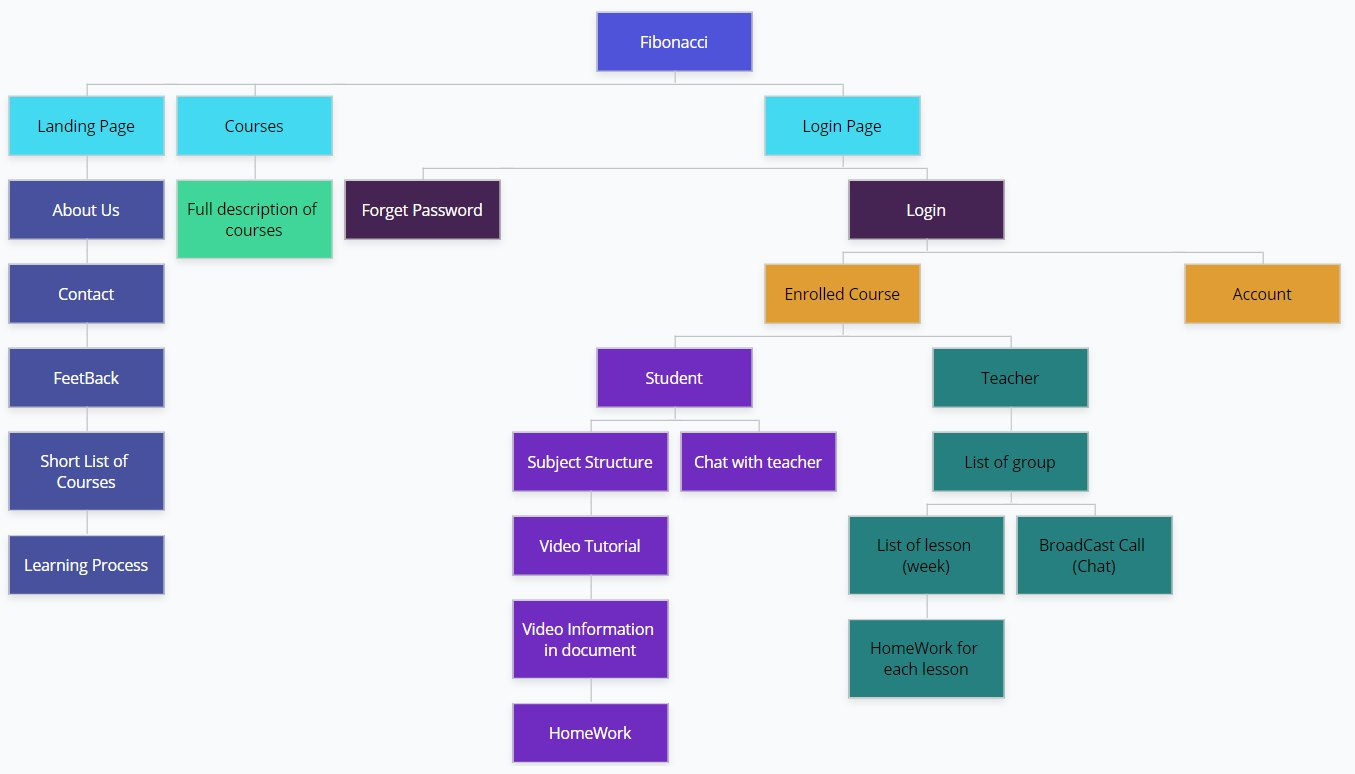 Fibonacci
Landing Page
Courses
Login Page
About Us
Full description of
courses
Forget Password
Login
Contact
Enrolled Course
Account
FeetBack
Student
Teacher
Short List of
Courses
Subject Structure
Chat with teacher
List of group
Learning Process
Video Tutorial
List of lesson
(week)
BroadCast Call
(Chat)
Video Information
in document
HomeWork for
each lesson
HomeWork